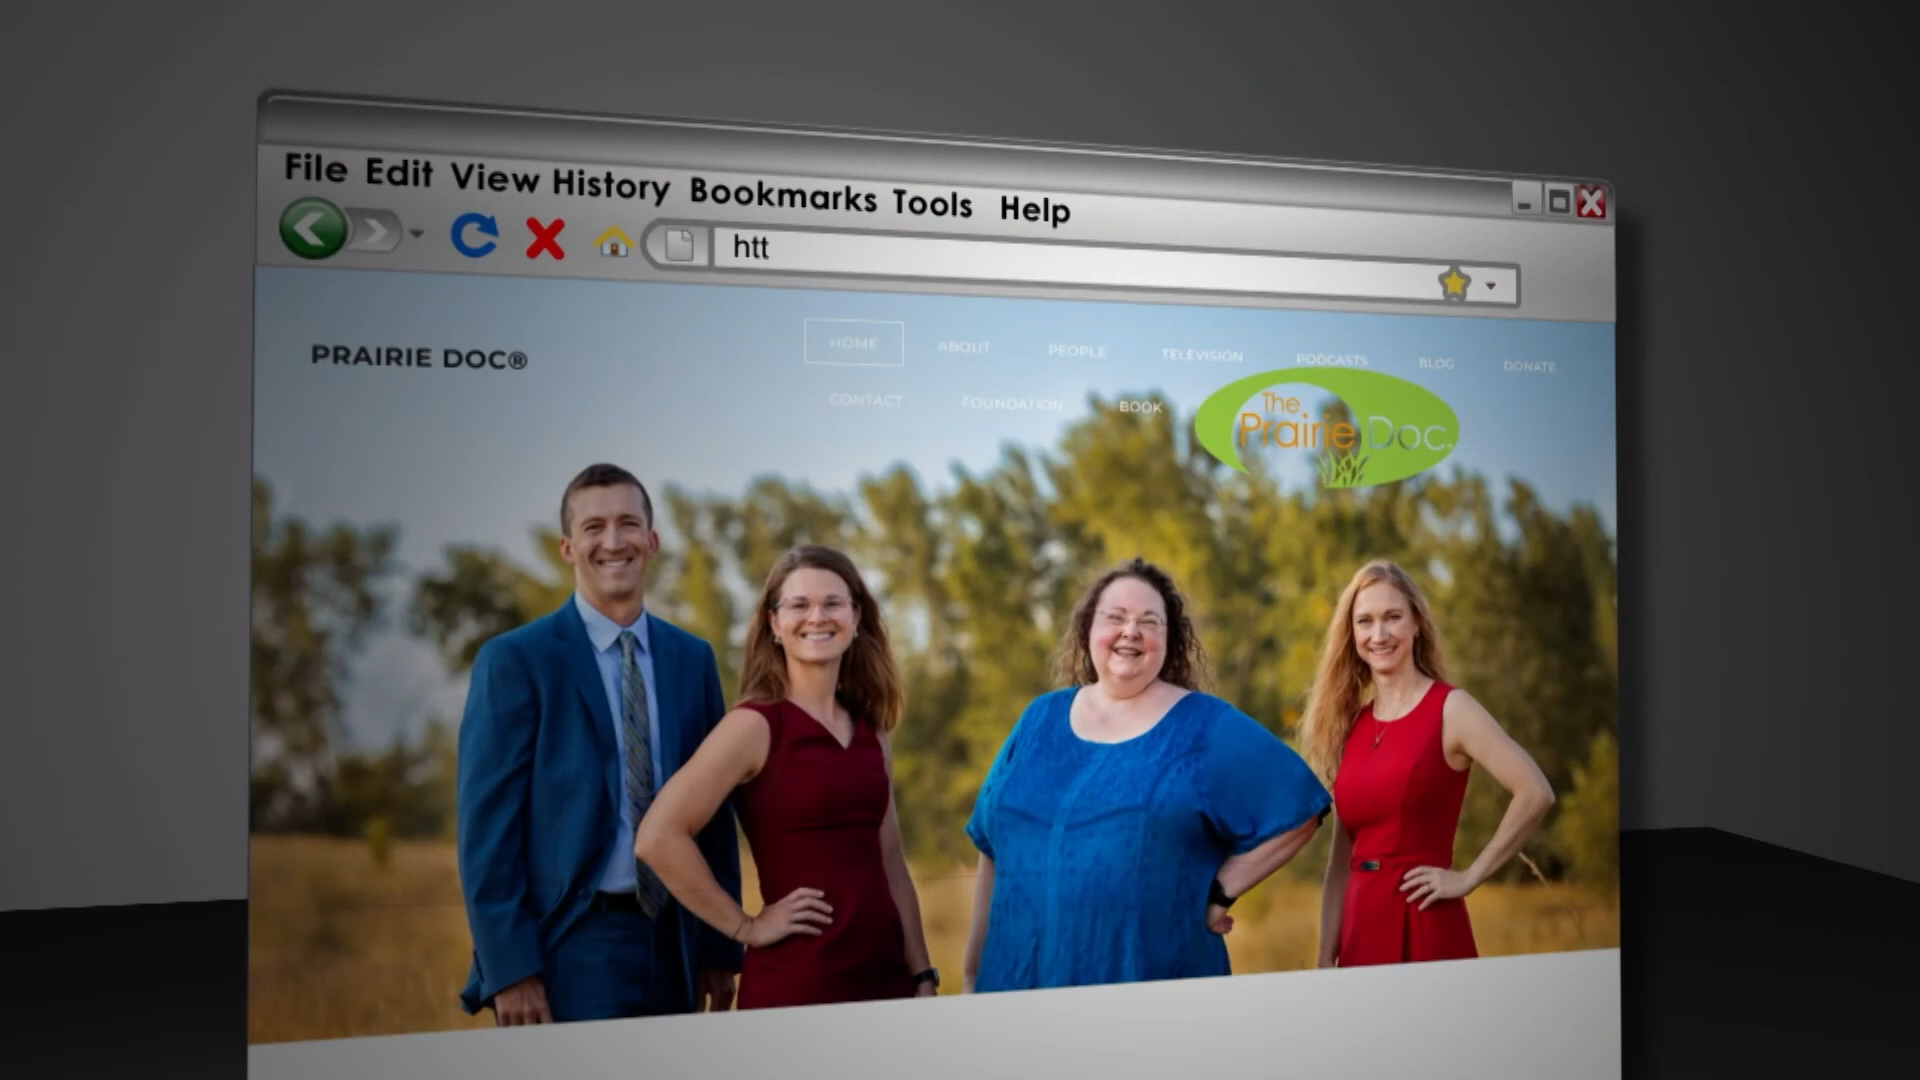 File Edit View History Bookmarks Tools Help
htt
PRAIRIE DOC®
HOME ABOUT PEOPLE TELEVISION PODCASTS BLOG DONATE
CONTACT FOUNDATION BOOK
The
Prairie Doc.